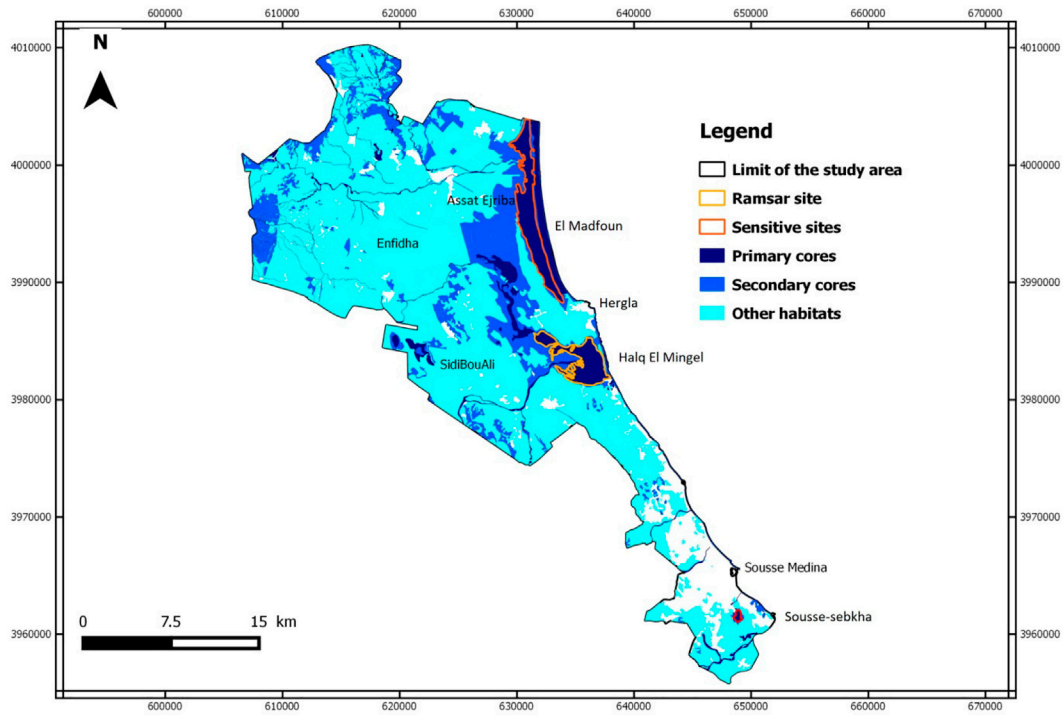 600000 610000 620000 630000 640000 650000 660000 670000
4010000
4000000
3990000
3980000
3970000
3960000
N
Assat Ejriba
El Madfoun
Enfidha
Hergla
Halq El Mingel
SidiBouAli
Sousse Medina
Sousse-sebkha
Legend
Limit of the study area
Ramsar site
Sensitive sites
Primary cores
Secondary cores
Other habitats
0 7.5 15 km
4010000
4000000
3990000
3980000
3970000
3960000
600000 610000 620000 630000 640000 650000 660000 670000